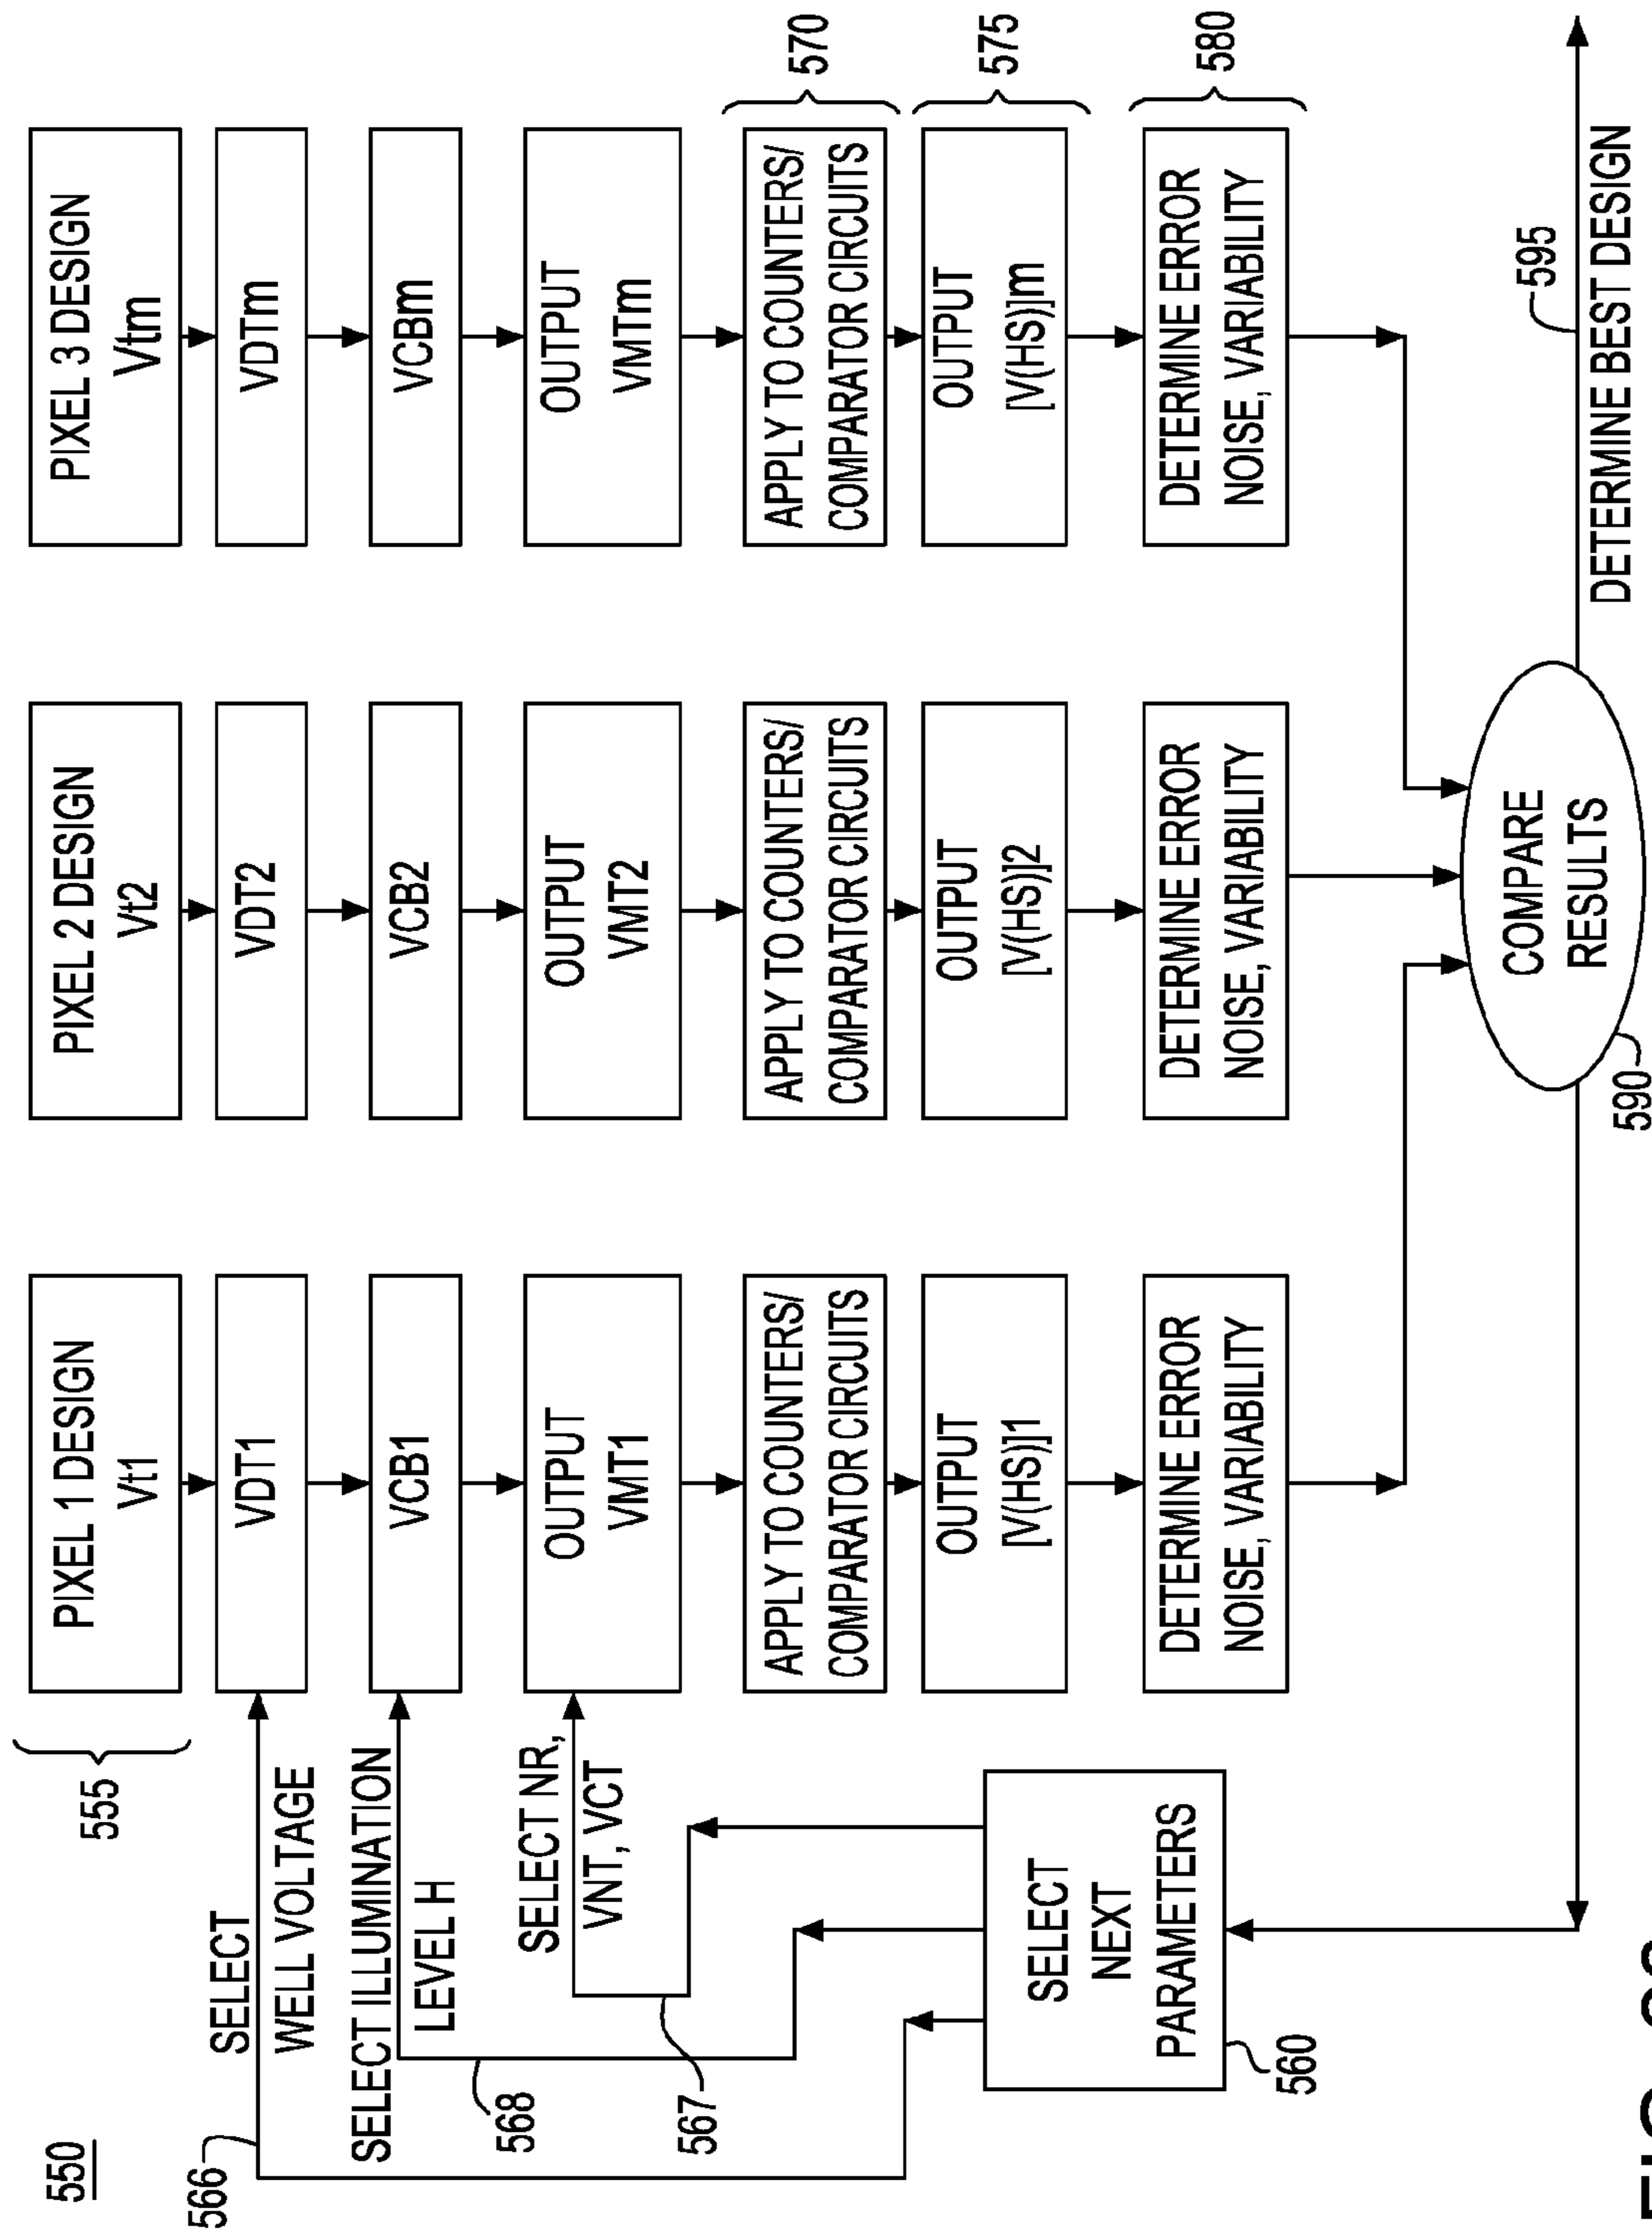 550
555
PIXEL 1 DESIGN
Vt1
PIXEL 2 DESIGN
Vt2
PIXEL 3 DESIGN
Vtm
566
SELECT
WELL VOLTAGE
VDT1
VDT2
VDTm
SELECT ILLUMINATION
LEVEL H
568
VCB1
VCB2
VCBm
SELECT NR,
VNT, VCT
567
OUTPUT
VMT1
OUTPUT
VMT2
OUTPUT
VMTm
APPLY TO COUNTERS/
COMPARATOR CIRCUITS
APPLY TO COUNTERS/
COMPARATOR CIRCUITS
APPLY TO COUNTERS/
COMPARATOR CIRCUITS
570
OUTPUT
[V(HS)]1
OUTPUT
[V(HS)]2
OUTPUT
[V(HS)]m
575
SELECT
NEXT
PARAMETERS
560
DETERMINE ERROR
NOISE, VARIABILITY
DETERMINE ERROR
NOISE, VARIABILITY
DETERMINE ERROR
NOISE, VARIABILITY
580
COMPARE
RESULTS
590
595
DETERMINE BEST DESIGN
FIG.